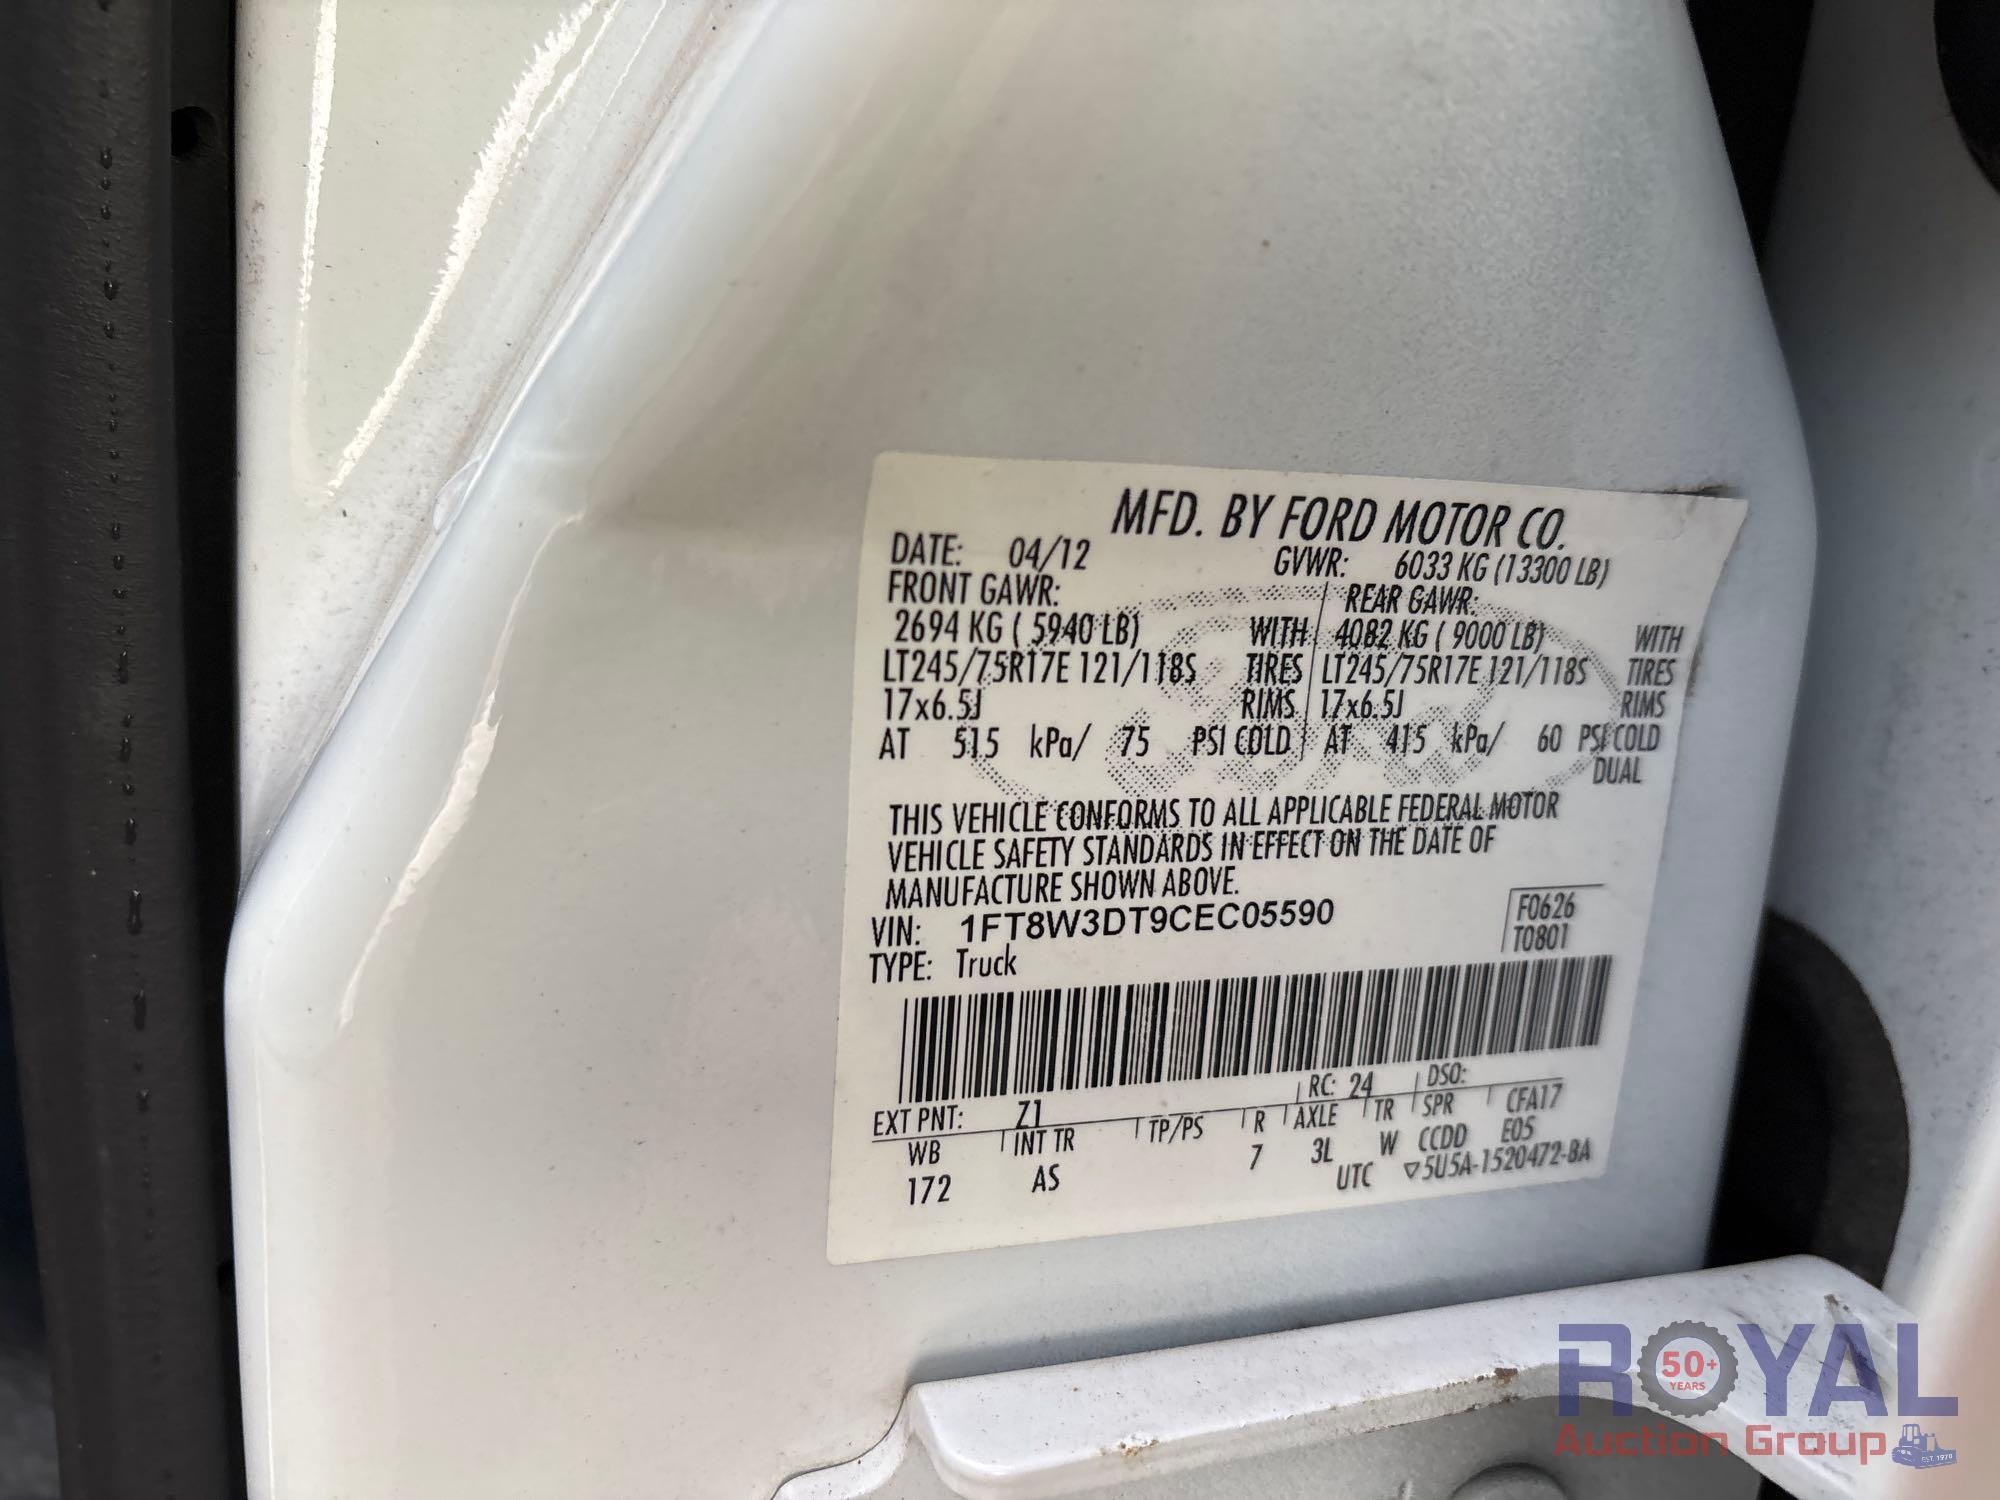 MFD. BY FORD MOTOR CO.
DATE: 04/12 GVWR: 6033 KG (13300 LB)
FRONT GAWR: REAR GAWR:
2694 KG ( 5940 LB) WITH 4082 KG ( 9000 LB) WITH
LT245/75R17E 121/118S TIRES LT245/75R17E 121/118S TIRES
17x6.5J RIMS 17x6.5J RIMS
AT 515 kPa/ 75 PSI COLD AT 415 kPa/ 60 PSI COLD
DUAL
THIS VEHICLE CONFORMS TO ALL APPLICABLE FEDERAL MOTOR
VEHICLE SAFETY STANDARDS IN EFFECT ON THE DATE OF
MANUFACTURE SHOWN ABOVE.
VIN: 1FT8W3DT9CEC05590 F0626
TYPE: Truck T0801
EXT PNT: Z1 RC: 24 DSO:
WB INT TR TP/PS R AXLE TR SPR CFA17
172 AS 7 3L W CCDD E05
UTC ▽5U5A-1520472-BA
ROYAL
50+
YEARS
Auction Group
EST. 1970